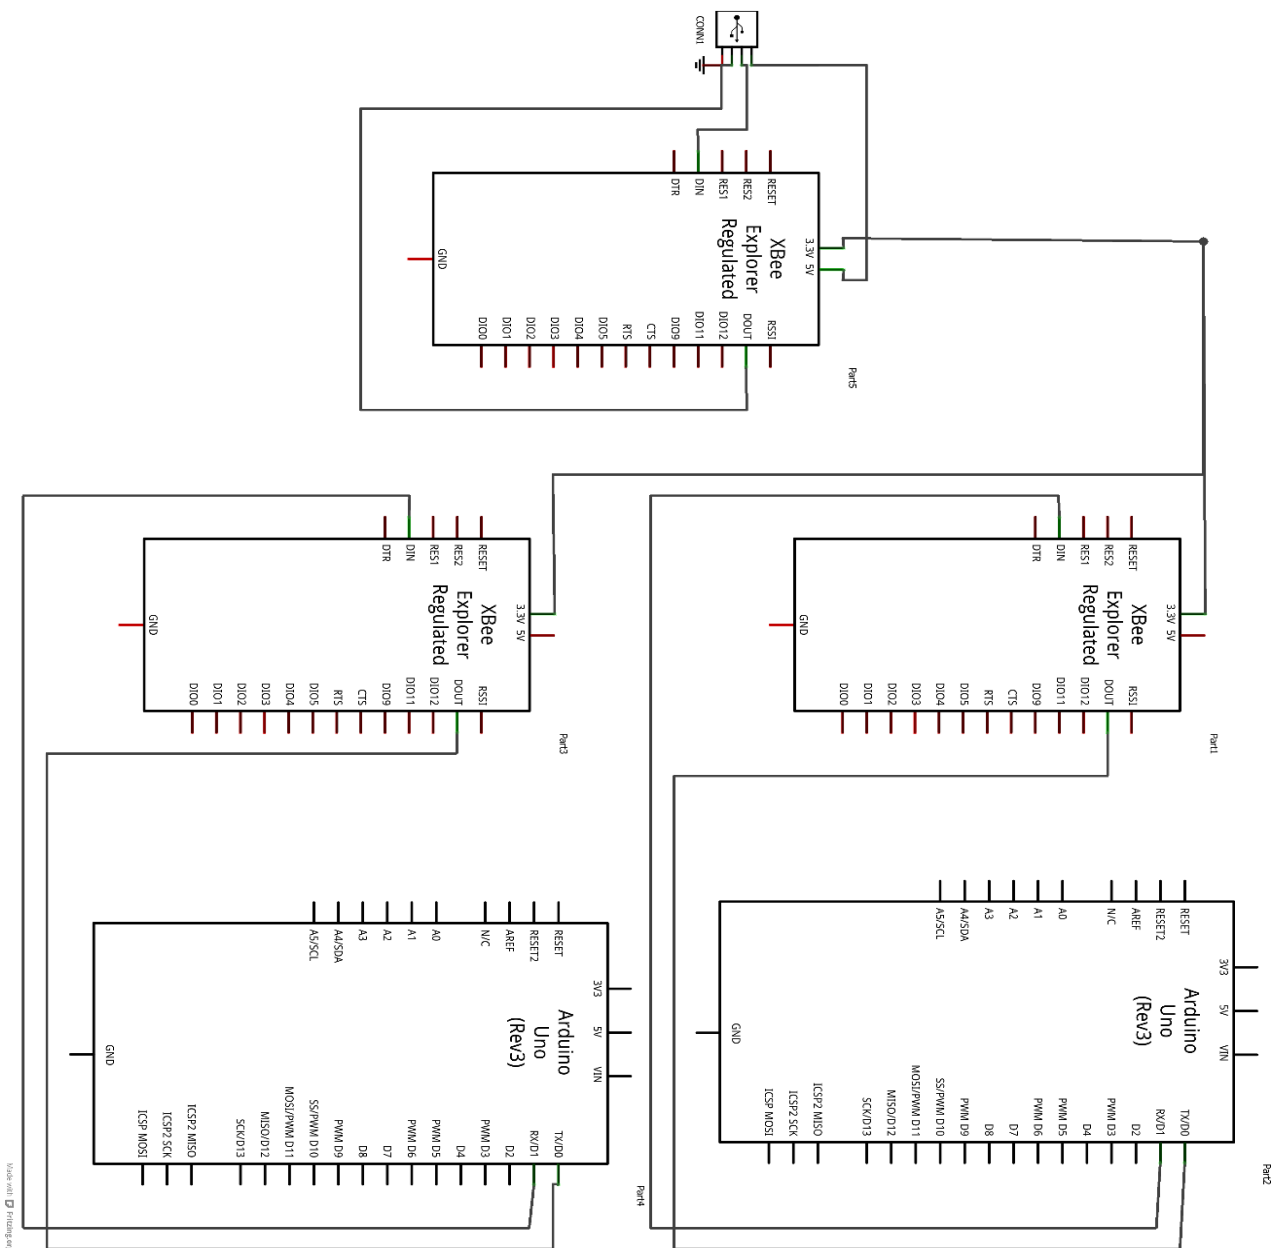 CONN1
DTR
DIN
RES1
RES2
RESET
XBee
Explorer
Regulated
3.3V
5V
GND
DIO0
DIO1
DIO2
DIO3
DIO4
DIO5
RTS
CTS
DIO9
DIO11
DIO12
DOUT
RSSI
Part5
DTR
DIN
RES1
RES2
RESET
XBee
Explorer
Regulated
3.3V
5V
GND
DIO0
DIO1
DIO2
DIO3
DIO4
DIO5
RTS
CTS
DIO9
DIO11
DIO12
DOUT
RSSI
Part3
DTR
DIN
RES1
RES2
RESET
XBee
Explorer
Regulated
3.3V
5V
GND
DIO0
DIO1
DIO2
DIO3
DIO4
DIO5
RTS
CTS
DIO9
DIO11
DIO12
DOUT
RSSI
Part1
A5/SCL
A4/SDA
A3
A2
A1
A0
N/C
AREF
RESET2
RESET
3V3
5V
VIN
Arduino
Uno
(Rev3)
GND
ICSP MOSI
ICSP2 SCK
ICSP2 MISO
SCK/D13
MISO/D12
MOSI/PWM D11
SS/PWM D10
PWM D9
D8
D7
PWM D6
PWM D5
D4
PWM D3
D2
RX/D1
TX/D0
Part4
A5/SCL
A4/SDA
A3
A2
A1
A0
N/C
AREF
RESET2
RESET
3V3
5V
VIN
Arduino
Uno
(Rev3)
GND
ICSP MOSI
ICSP2 SCK
ICSP2 MISO
SCK/D13
MISO/D12
MOSI/PWM D11
SS/PWM D10
PWM D9
D8
D7
PWM D6
PWM D5
D4
PWM D3
D2
RX/D1
TX/D0
Part2
Made with Fritzing.or